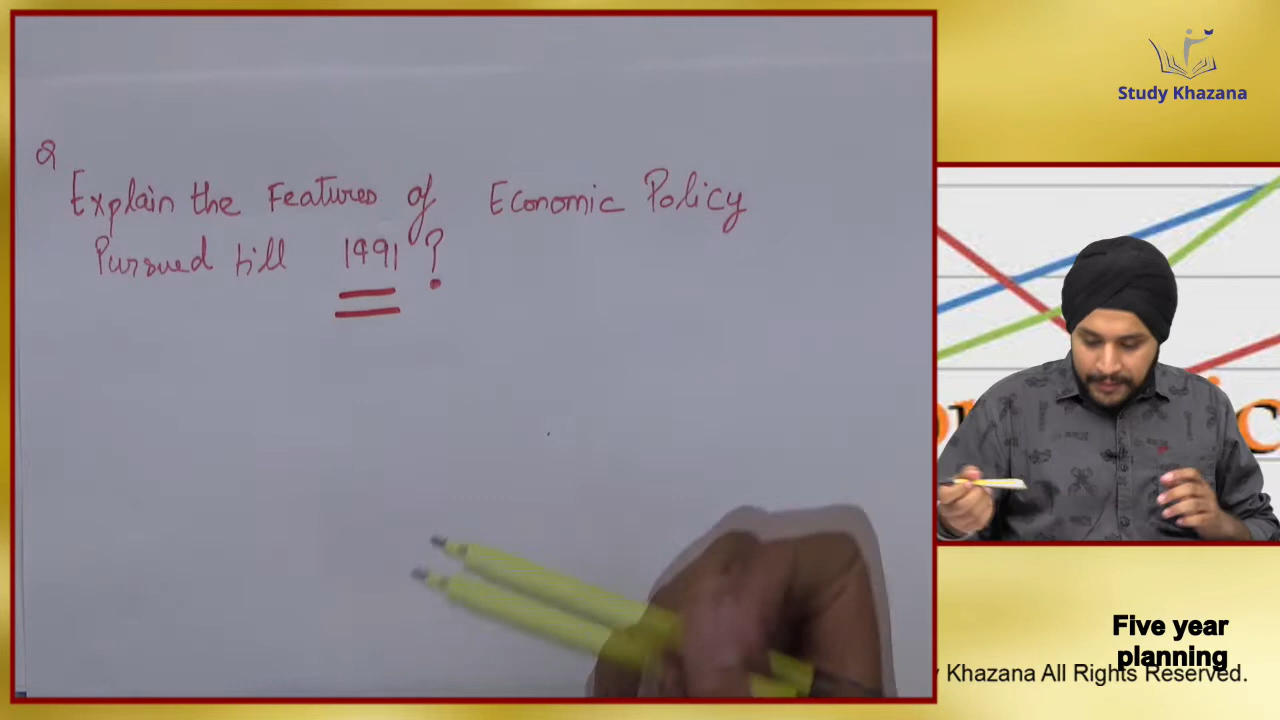 Q
Explain the Features of Economic Policy
Pursued till 1991?
Study Khazana
Five year
planning
Khazana All Rights Reserved.